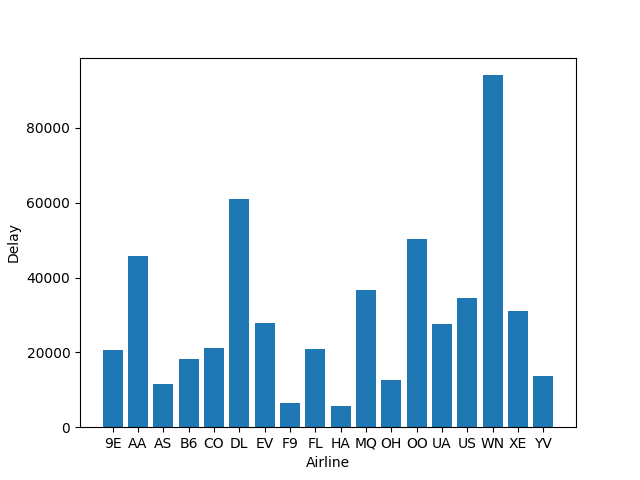 Delay
80000
60000
40000
20000
0
9E AA AS B6 CO DL EV F9 FL HA MQ OH OO UA US WN XE YV
Airline